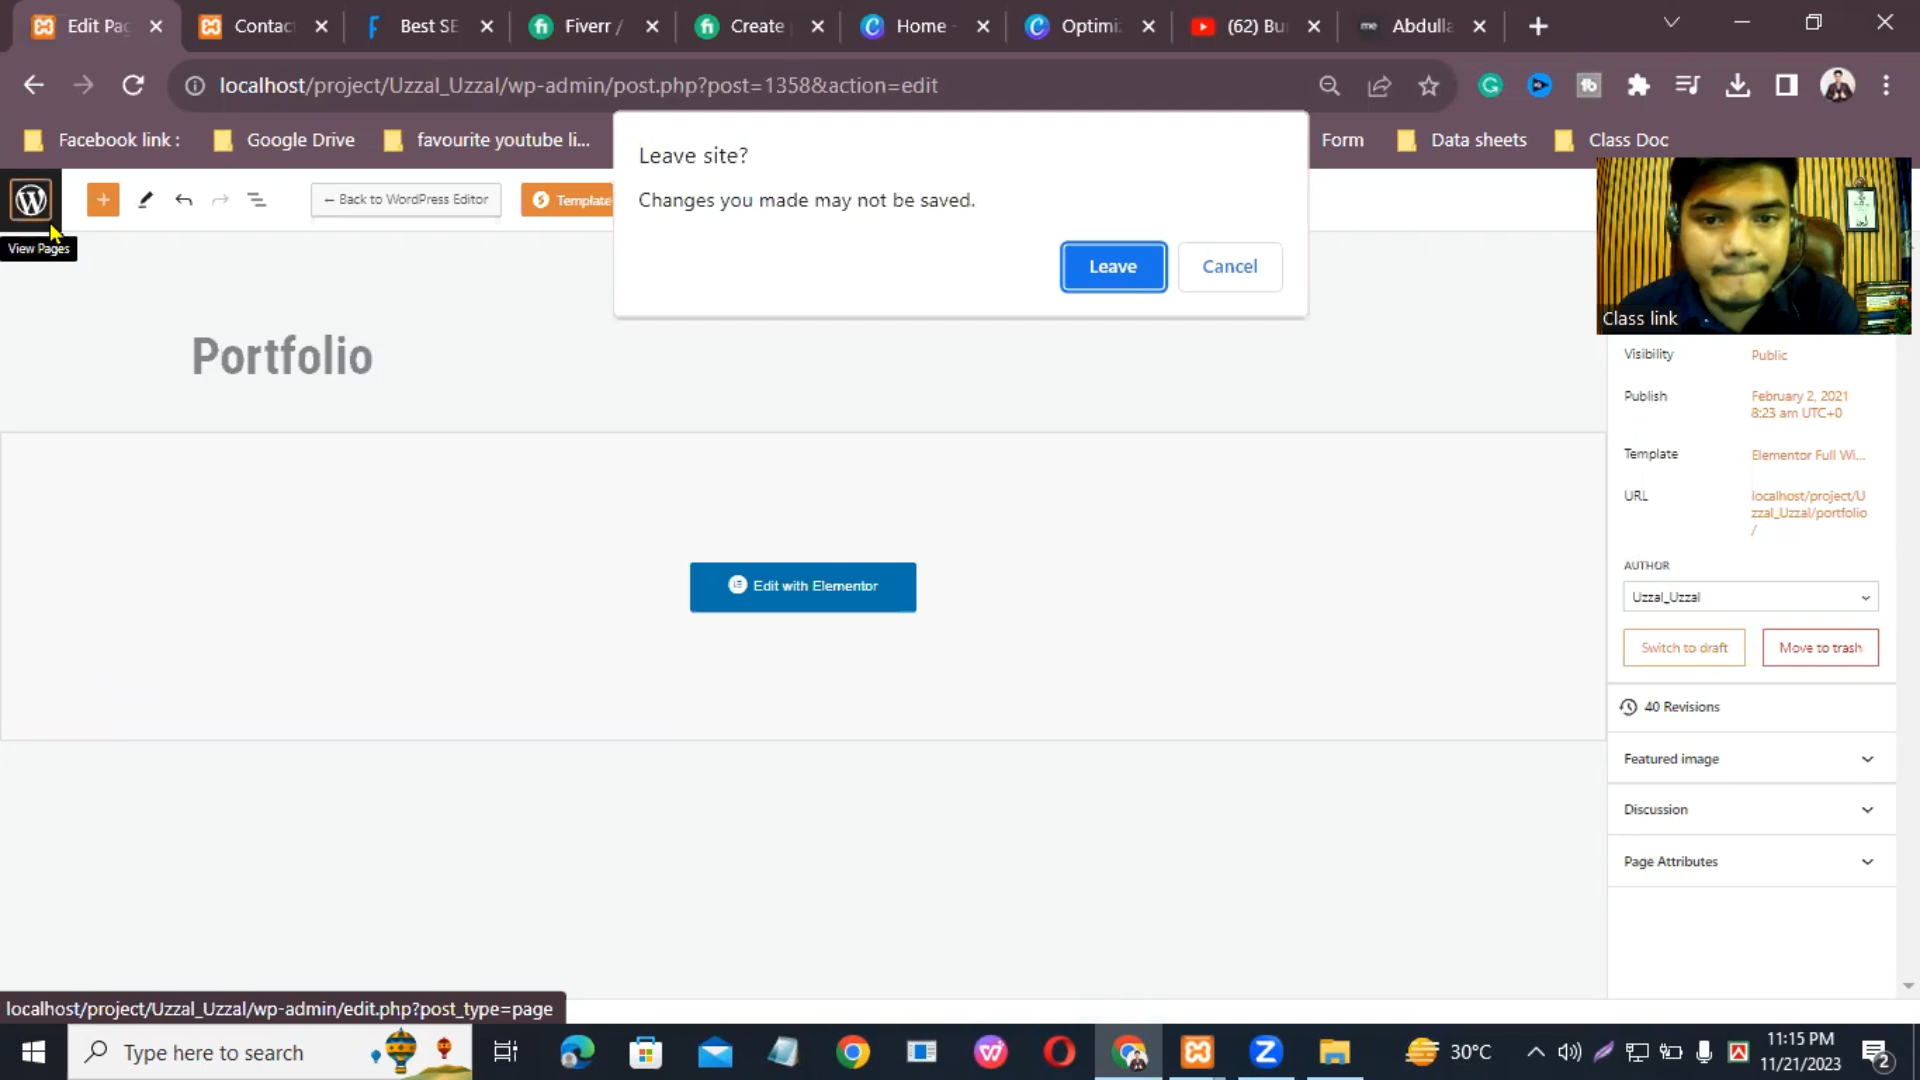 Edit Pag
Contac
Best SE
Fiverr /
Create
Home -
Optimiz
(62) Bu
Abdulla
localhost/project/Uzzal_Uzzal/wp-admin/post.php?post=1358&action=edit
Facebook link :
Google Drive
favourite youtube li...
Form
Data sheets
Class Doc
Leave site?
Changes you made may not be saved.
Leave
Cancel
← Back to WordPress Editor
Template
View Pages
Class link
Portfolio
Visibility
Public
Publish
February 2, 2021
8:23 am UTC+0
Template
Elementor Full Wi...
URL
localhost/project/U
zzal_Uzzal/portfolio
/
AUTHOR
Uzzal_Uzzal
Switch to draft
Move to trash
Edit with Elementor
40 Revisions
Featured image
Discussion
Page Attributes
localhost/project/Uzzal_Uzzal/wp-admin/edit.php?post_type=page
Type here to search
30°C
11:15 PM
11/21/2023
2